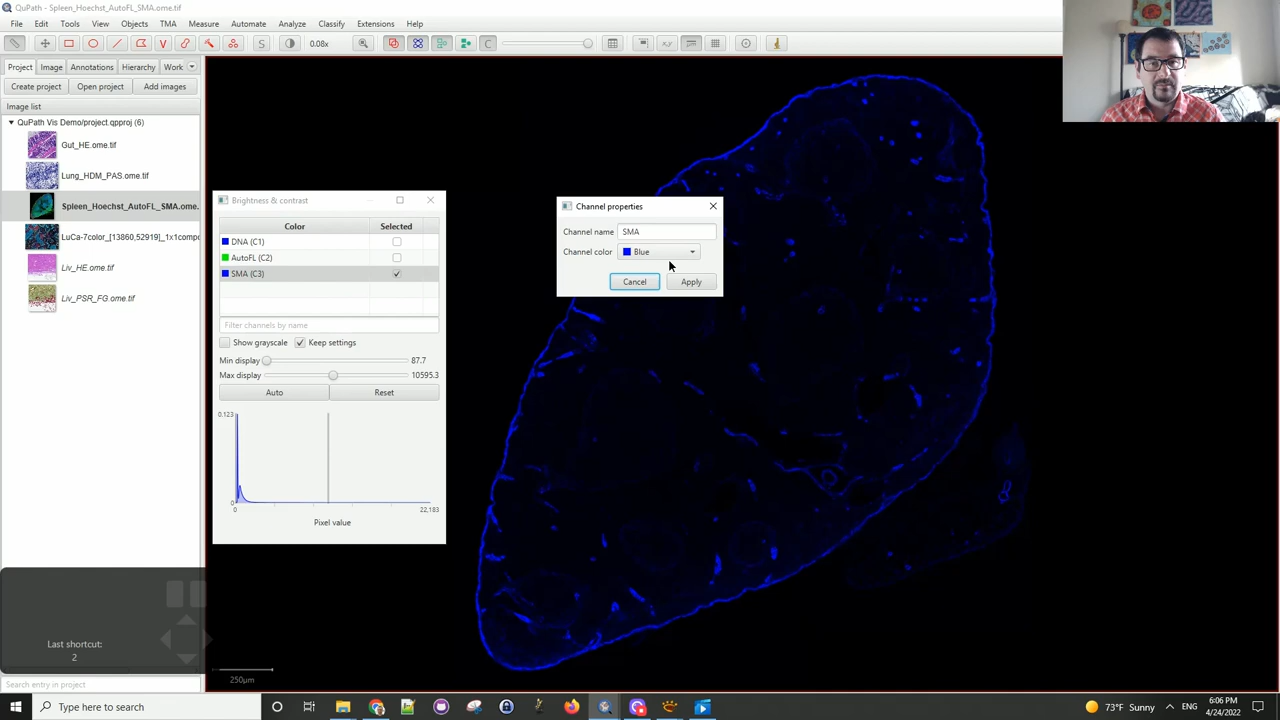 QuPath - Spleen_Hoechst_AutoFL_SMA.ome.tif
File Edit Tools View Objects TMA Measure Automate Analyze Classify Extensions Help
S 0.08x C x,y
Project Image Annotations Hierarchy Work
Create project Open project Add images
Image list
QuPath Vis Demo/project.qpproj (6)
Gut_HE.ome.tif
Lung_HDM_PAS.ome.tif
Spleen_Hoechst_AutoFL_SMA.ome.
LuCa-7color_[13860,52919]_1x1compo
Liv_HE.ome.tif
Liv_PSR_FG.ome.tif
Last shortcut:
2
Search entry in project
Brightness & contrast
Color Selected
DNA (C1)
AutoFL (C2)
SMA (C3)
Filter channels by name
Show grayscale Keep settings
Min display 87.7
Max display 10595.3
Auto Reset
0.123
0
0 22,183
Pixel value
Channel properties
Channel name SMA
Channel color Blue
Cancel Apply
250µm
Type here to search
73°F Sunny ENG 6:06 PM
4/24/2022